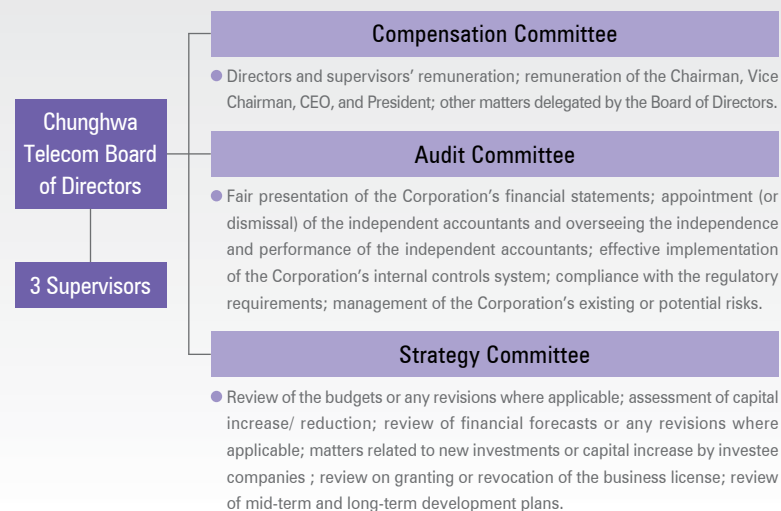 Chunghwa
Telecom Board
of Directors
3 Supervisors
Compensation Committee
● Directors and supervisors’ remuneration; remuneration of the Chairman, Vice
Chairman, CEO, and President; other matters delegated by the Board of Directors.
Audit Committee
● Fair presentation of the Corporation’s financial statements; appointment (or
dismissal) of the independent accountants and overseeing the independence
and performance of the independent accountants; effective implementation
of the Corporation’s internal controls system; compliance with the regulatory
requirements; management of the Corporation’s existing or potential risks.
Strategy Committee
● Review of the budgets or any revisions where applicable; assessment of capital
increase/ reduction; review of financial forecasts or any revisions where
applicable; matters related to new investments or capital increase by investee
companies ; review on granting or revocation of the business license; review
of mid-term and long-term development plans.